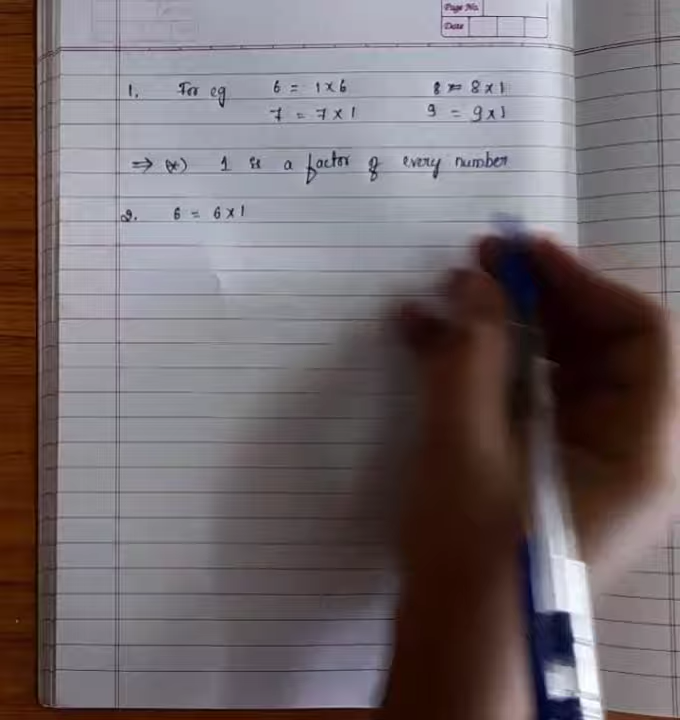 Page No.
Date
1. For eg 6 = 1 x 6 8 = 8 x 1
7 = 7 x 1 9 = 9 x 1
⇒ (*) 1 is a factor of every number
2. 6 = 6 x 1